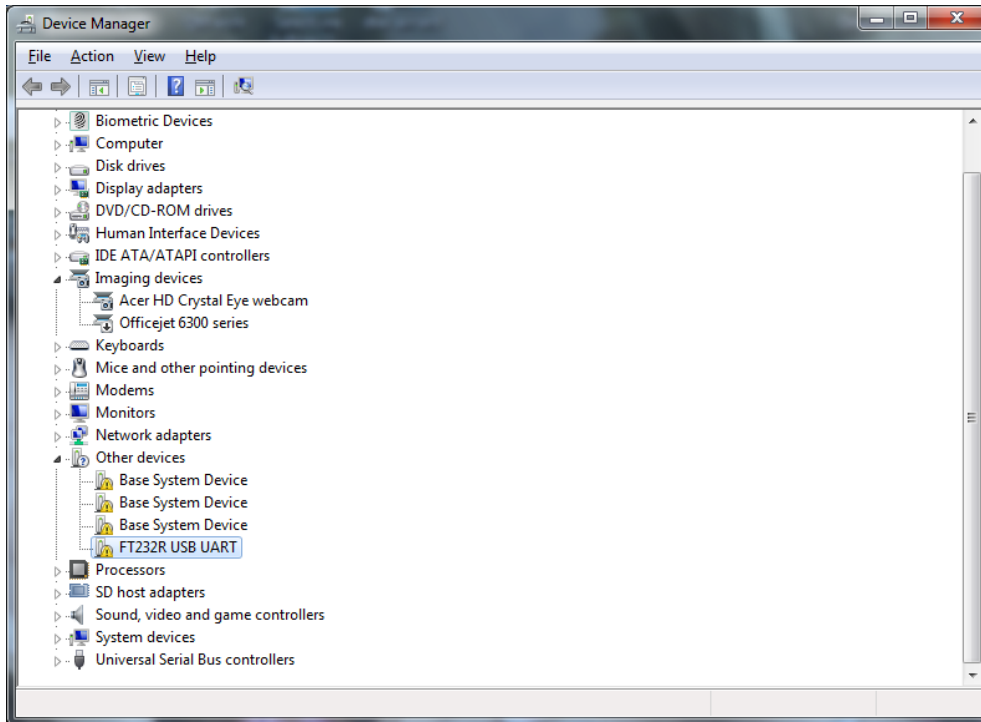 Device Manager
File Action View Help
Biometric Devices
Computer
Disk drives
Display adapters
DVD/CD-ROM drives
Human Interface Devices
IDE ATA/ATAPI controllers
Imaging devices
Acer HD Crystal Eye webcam
Officejet 6300 series
Keyboards
Mice and other pointing devices
Modems
Monitors
Network adapters
Other devices
Base System Device
Base System Device
Base System Device
FT232R USB UART
Processors
SD host adapters
Sound, video and game controllers
System devices
Universal Serial Bus controllers